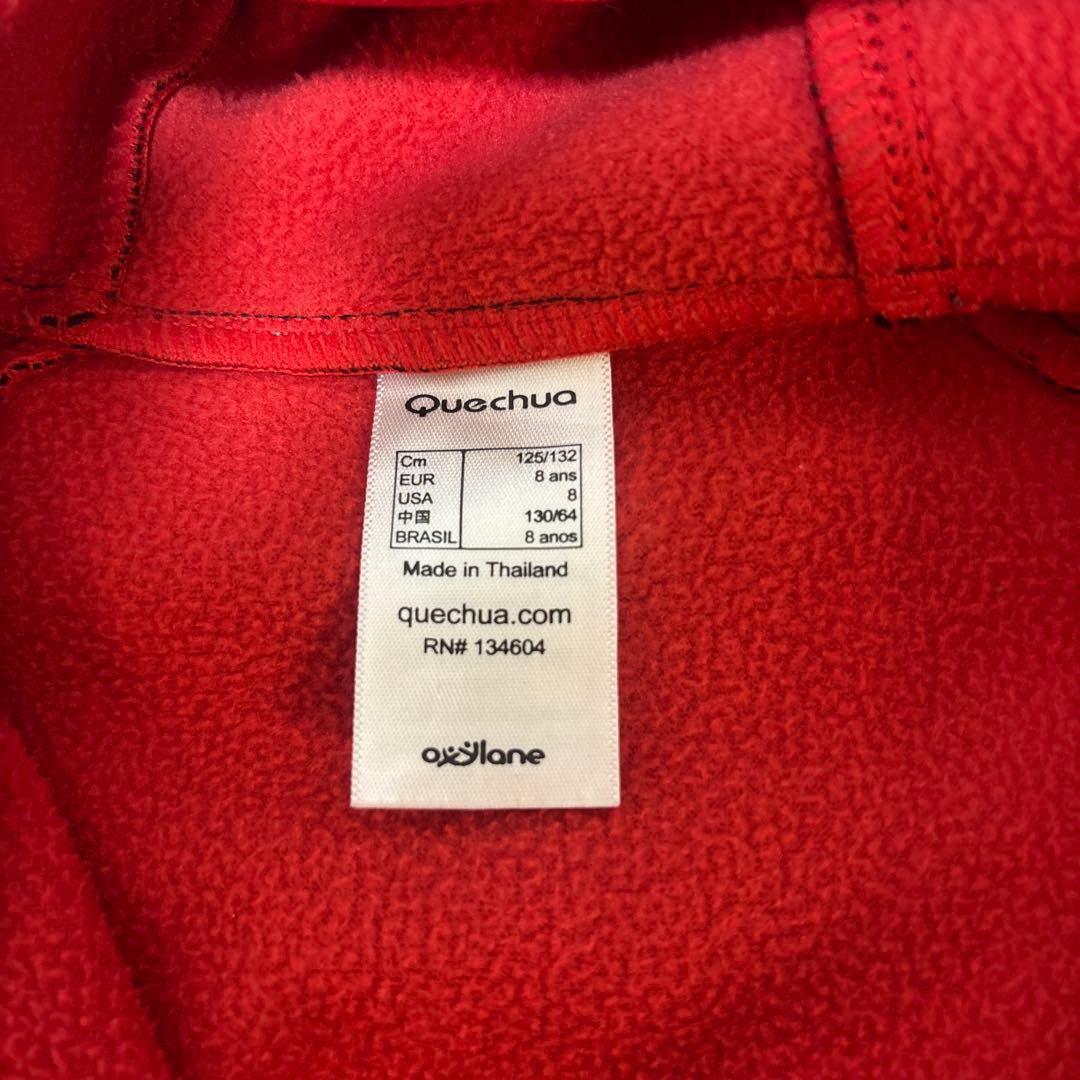 Quechua
Cm 125/132
EUR 8 ans
USA 8
中国 130/64
BRASIL 8 anos
Made in Thailand
quechua.com
RN# 134604
oxylane